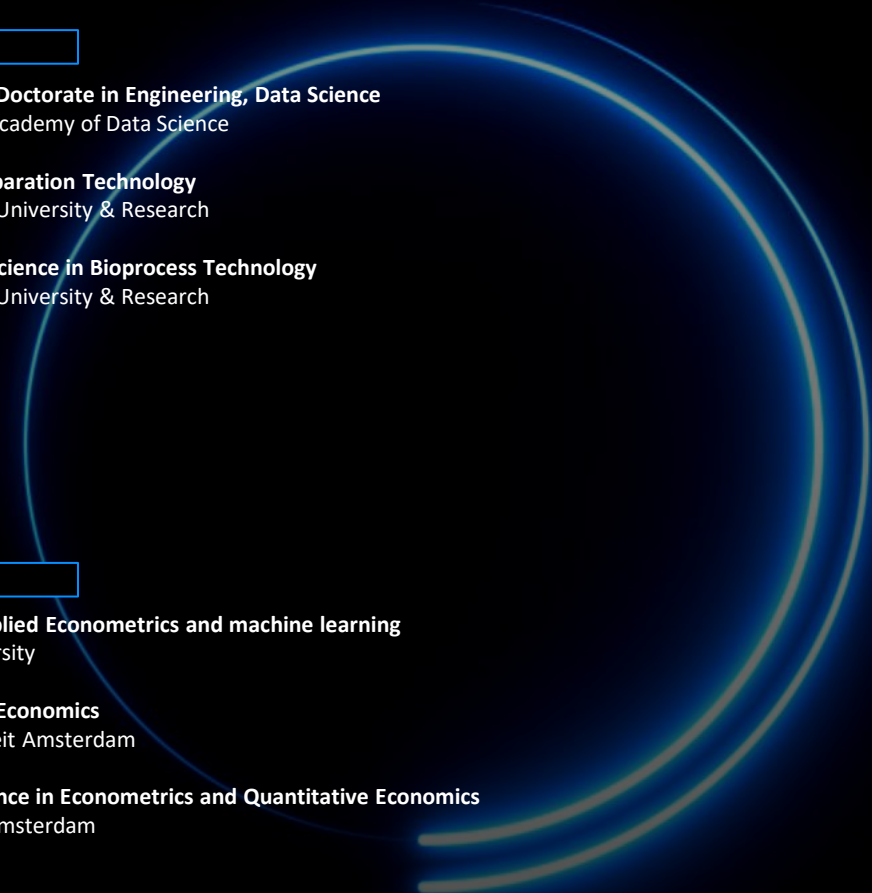 Doctorate in Engineering, Data Science
cademy of Data Science
paration Technology
University & Research
cience in Bioprocess Technology
University & Research
plied Econometrics and machine learning
rsity
Economics
eit Amsterdam
nce in Econometrics and Quantitative Economics
msterdam